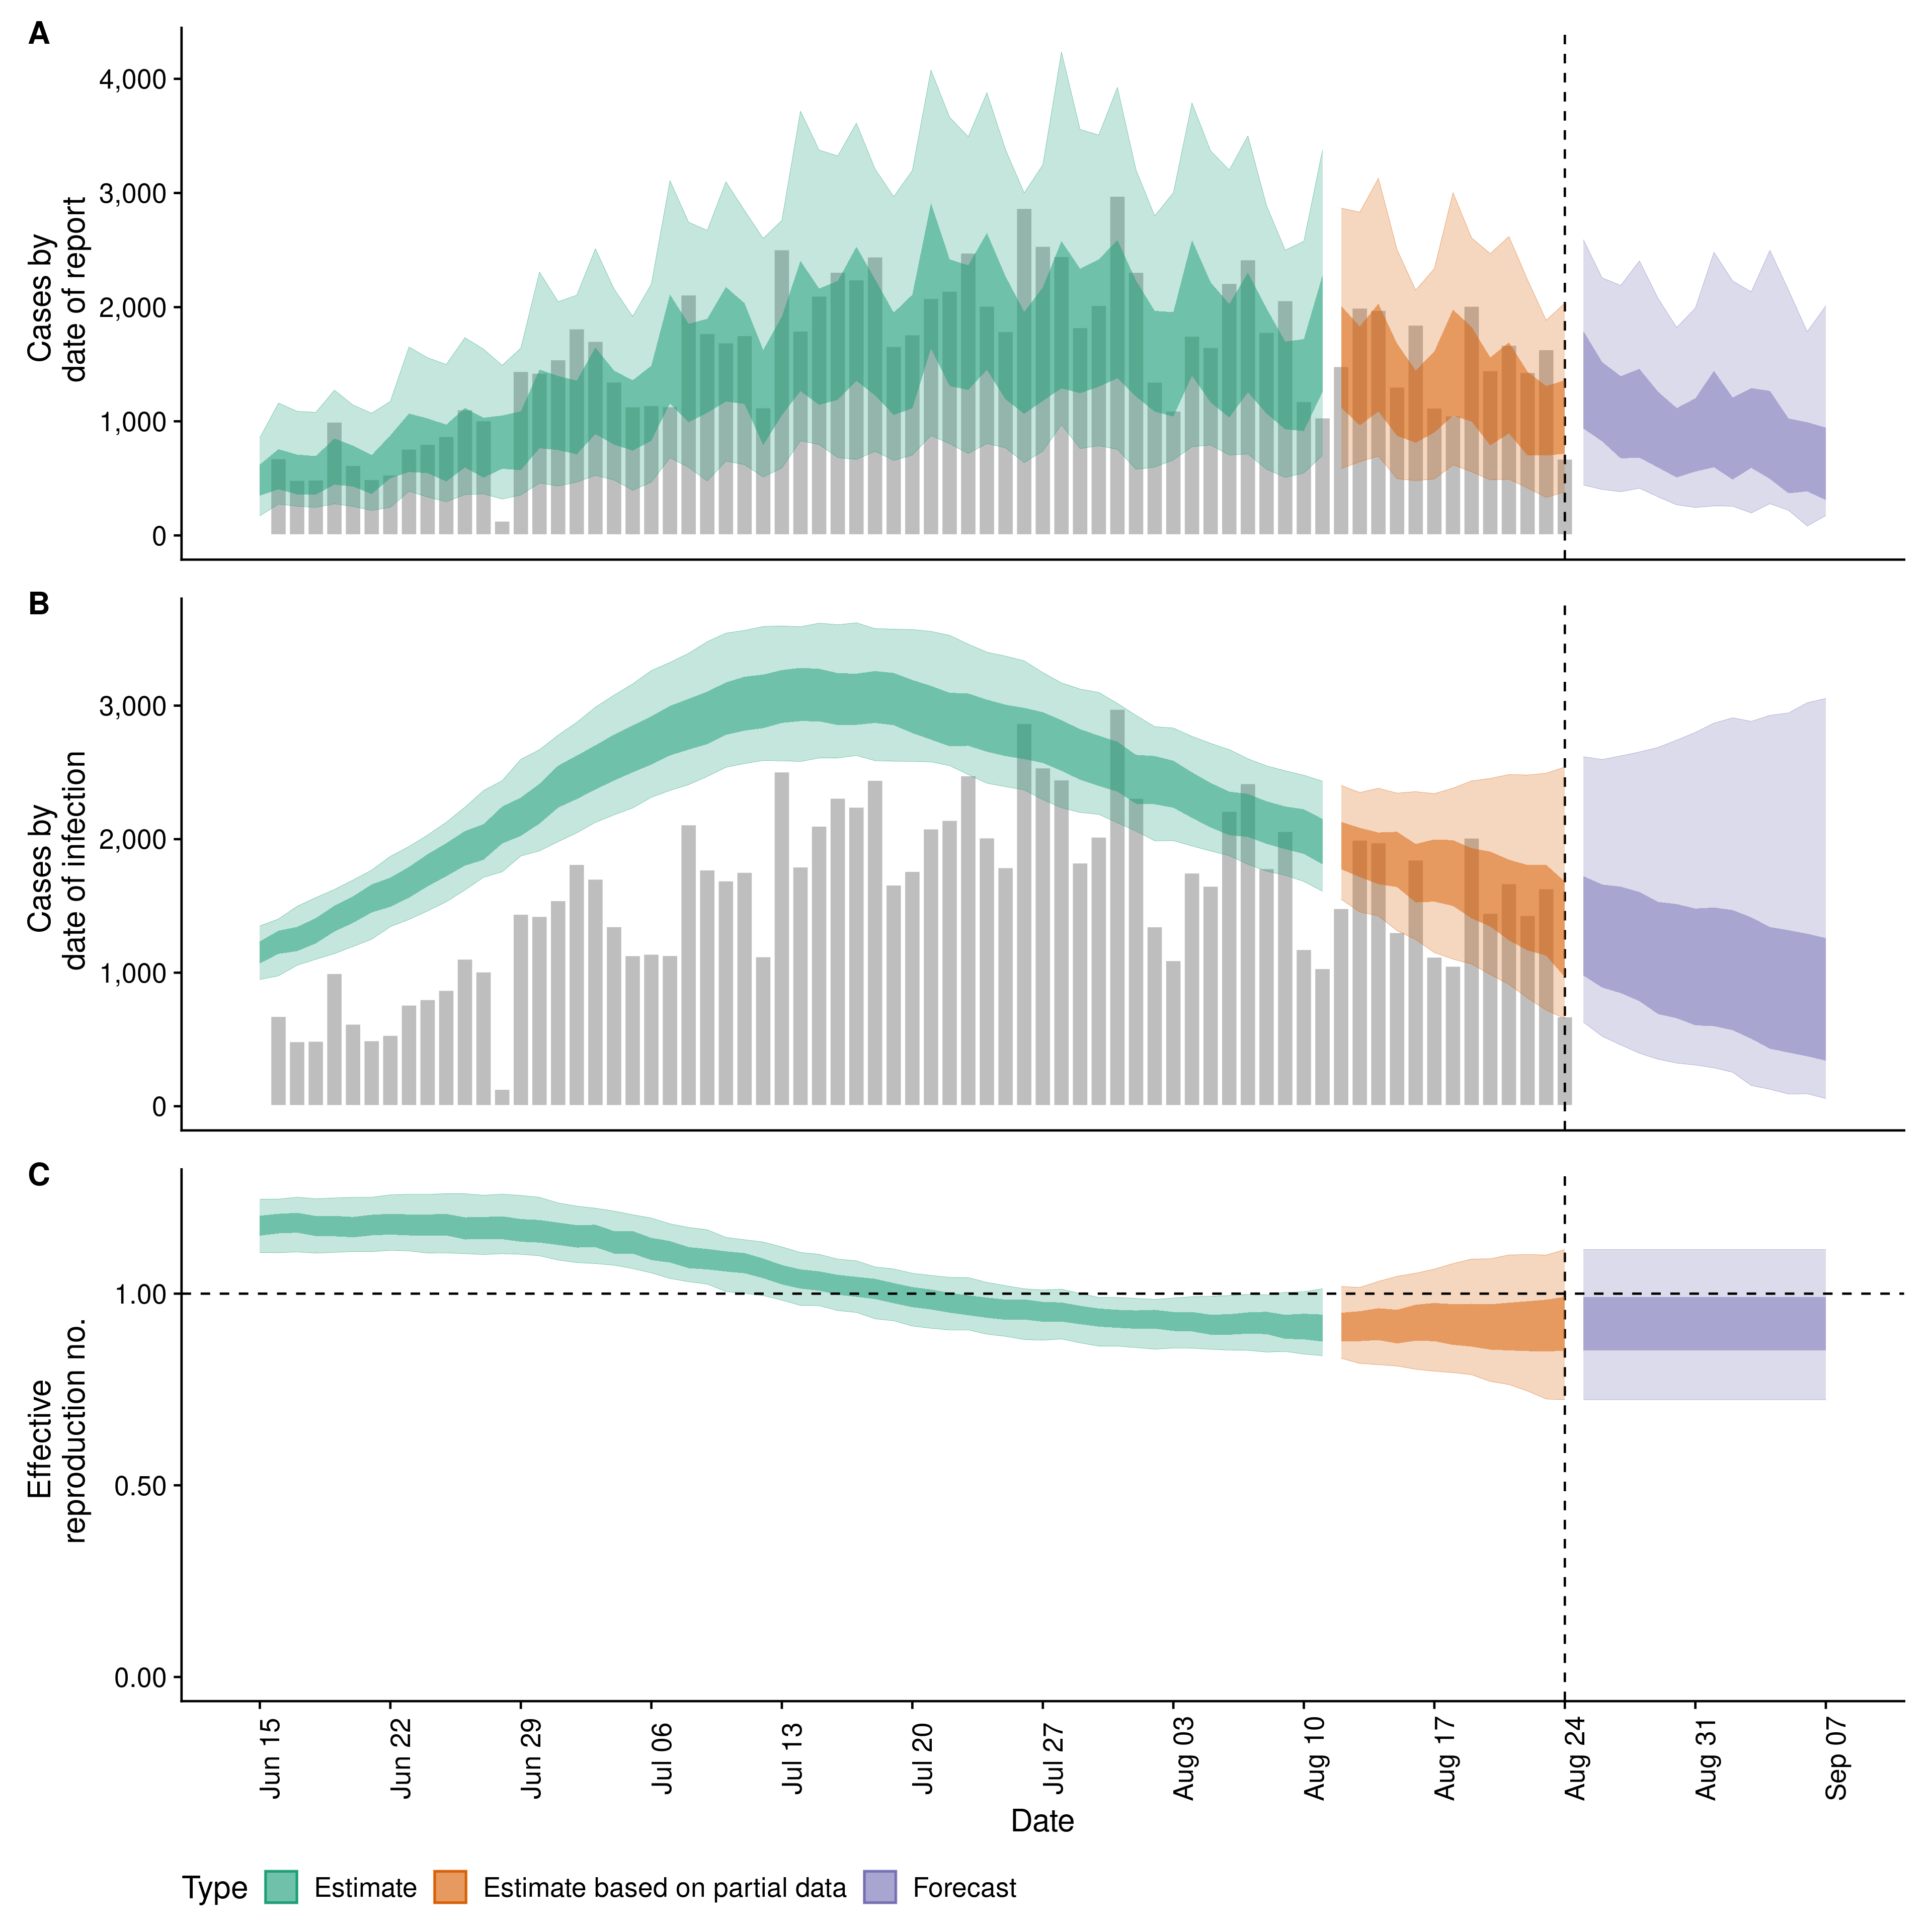 A
4,000
3,000
2,000
1,000
0
Cases by
date of report
B
3,000
2,000
1,000
0
Cases by
date of infection
C
1.00
0.50
0.00
Effective
reproduction no.
Jun 15
Jun 22
Jun 29
Jul 06
Jul 13
Jul 20
Jul 27
Aug 03
Aug 10
Aug 17
Aug 24
Aug 31
Sep 07
Date
Type Estimate Estimate based on partial data Forecast